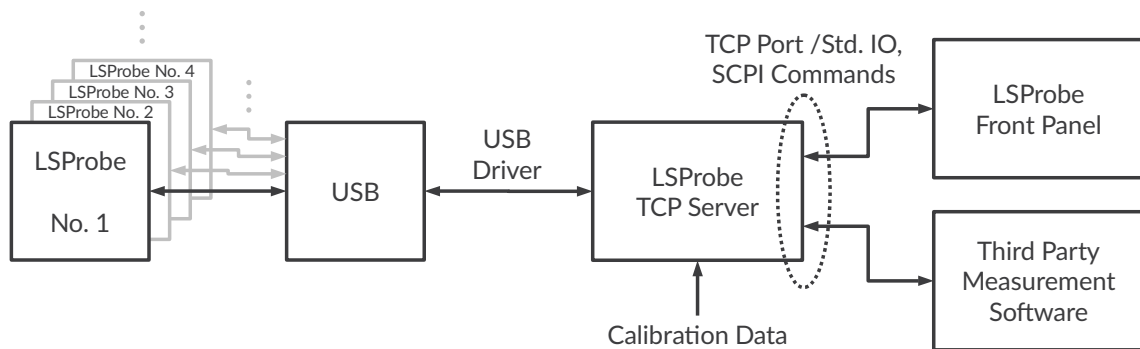 LSProbe No. 4
LSProbe No. 3
LSProbe No. 2
LSProbe
No. 1
USB
USB
Driver
LSProbe
TCP Server
TCP Port /Std. IO,
SCPI Commands
Calibration Data
LSProbe
Front Panel
Third Party
Measurement
Software